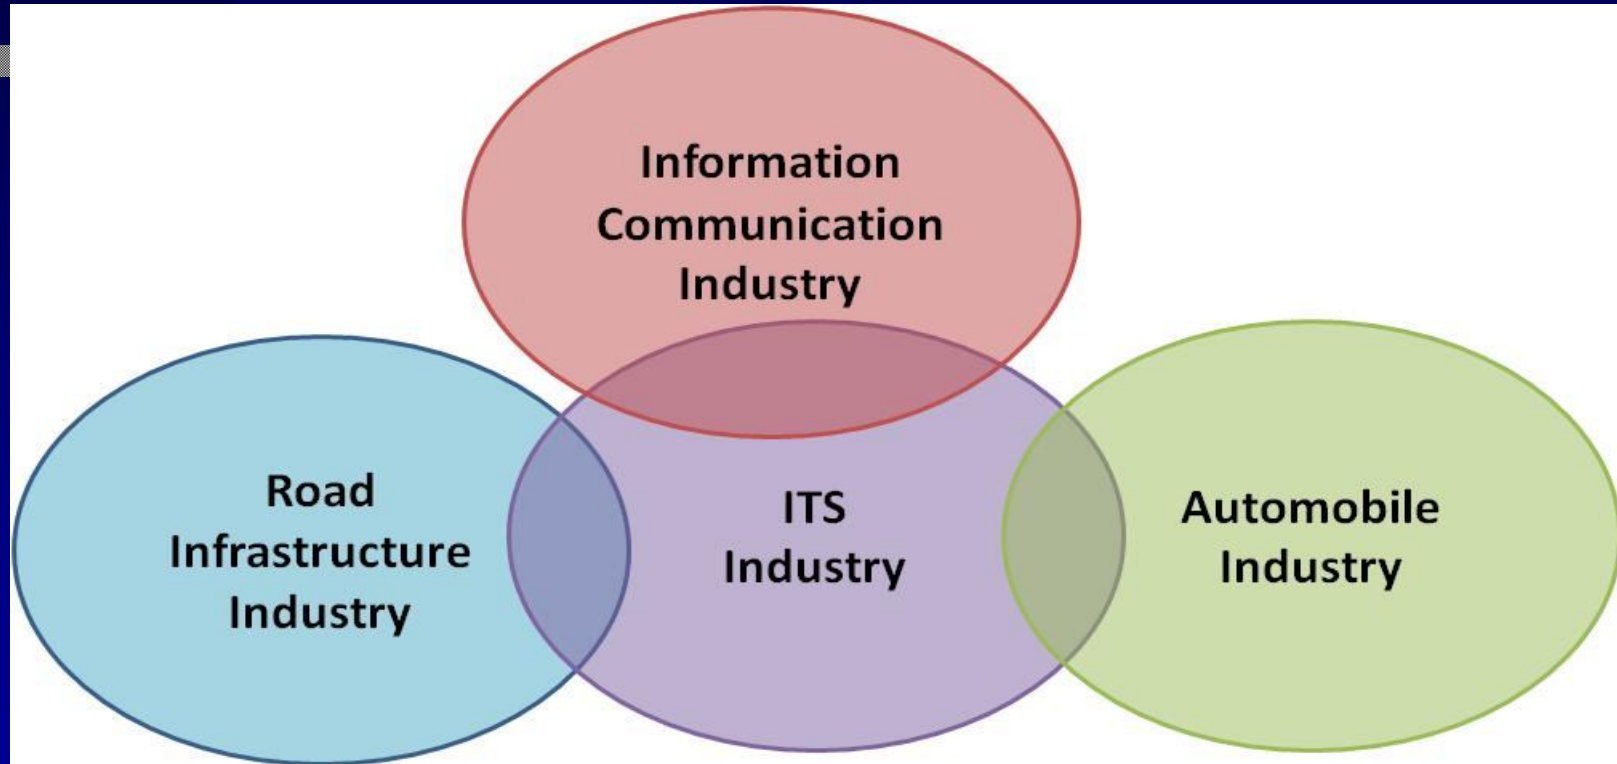 Information
Communication
Industry
Road
Infrastructure
Industry
ITS
Industry
Automobile
Industry